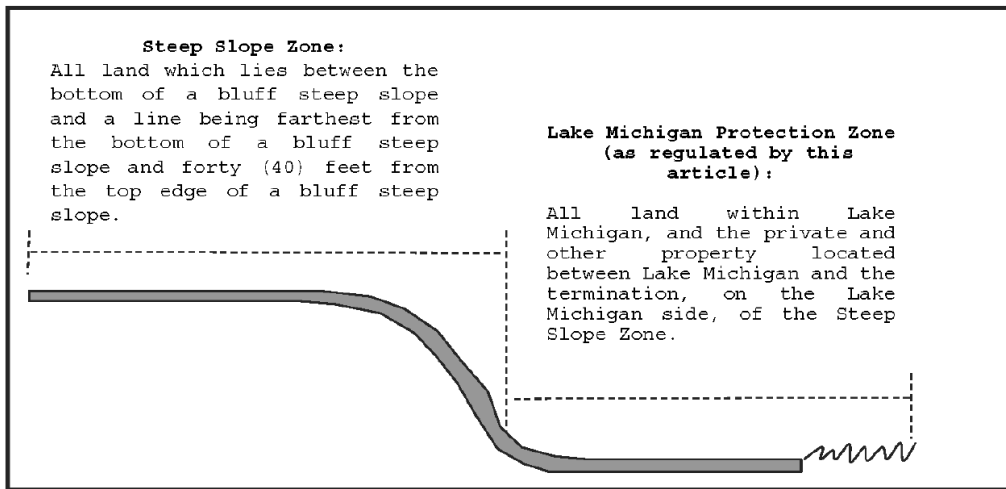 Steep Slope Zone:
All land which lies between the
bottom of a bluff steep slope
and a line being farthest from
the bottom of a bluff steep
slope and forty (40) feet from
the top edge of a bluff steep
slope.
Lake Michigan Protection Zone
(as regulated by this
article):
All land within Lake
Michigan, and the private and
other property located
between Lake Michigan and the
termination, on the Lake
Michigan side, of the Steep
Slope Zone.